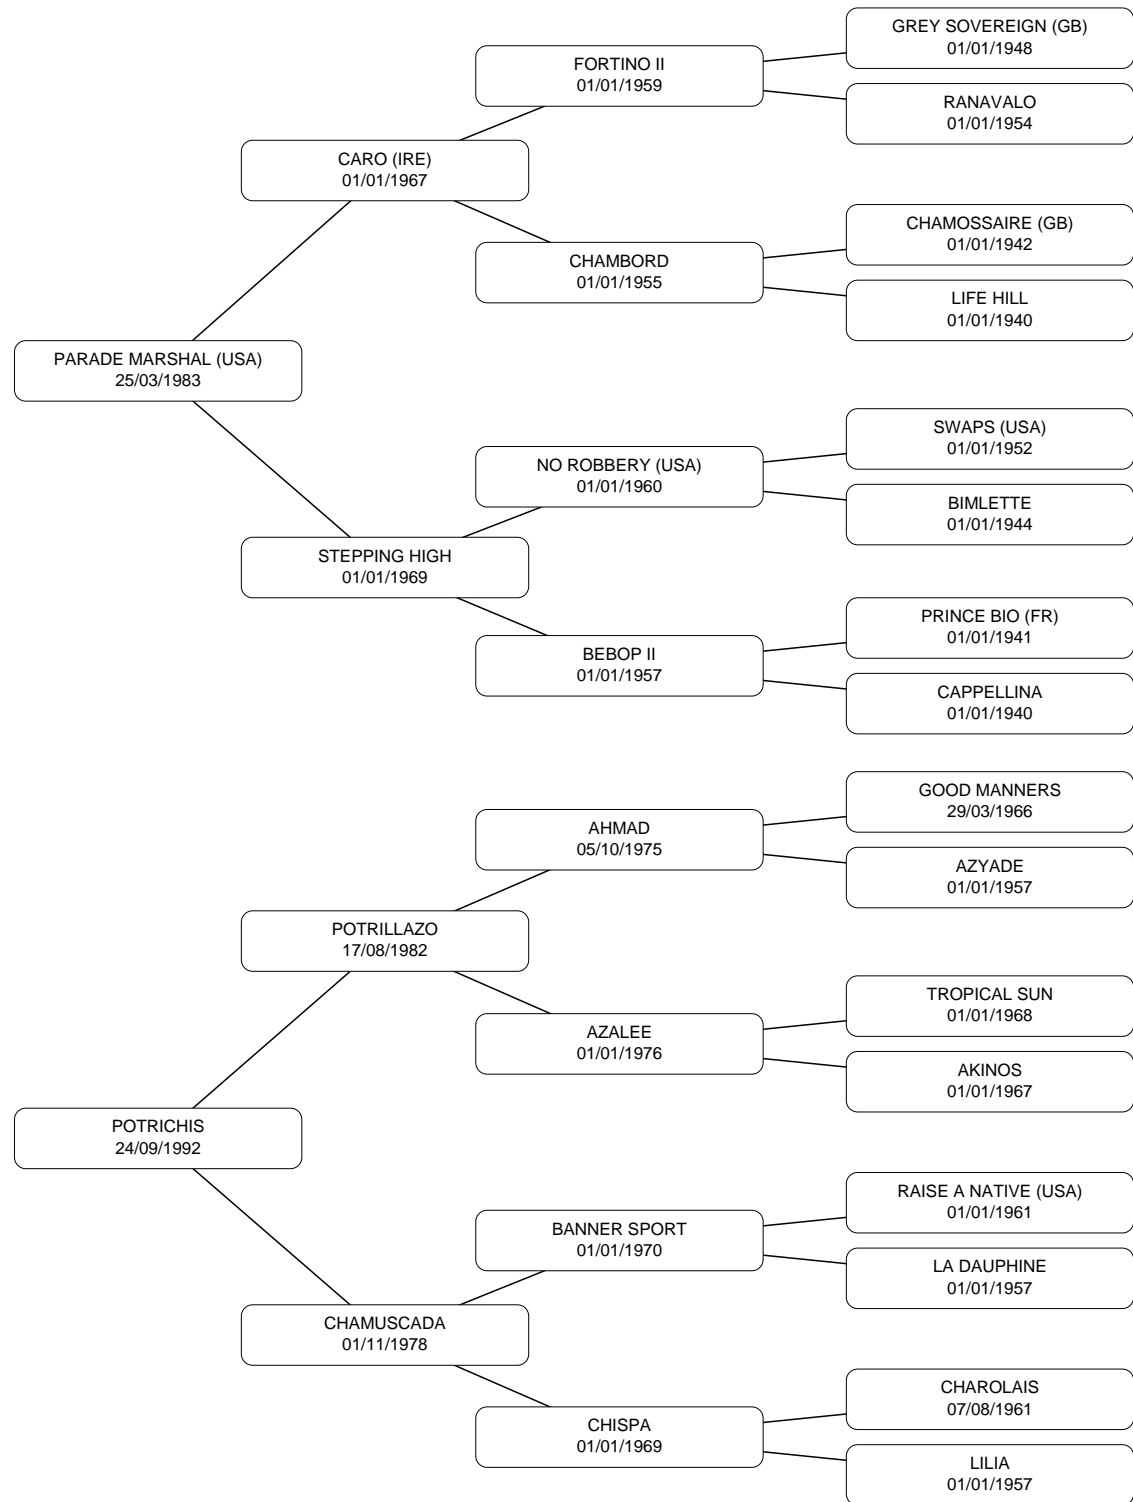 GREY SOVEREIGN (GB)
01/01/1948
FORTINO II
01/01/1959
RANAVALO
01/01/1954
CARO (IRE)
01/01/1967
CHAMOSSAIRE (GB)
01/01/1942
CHAMBORD
01/01/1955
LIFE HILL
01/01/1940
PARADE MARSHAL (USA)
25/03/1983
SWAPS (USA)
01/01/1952
NO ROBBERY (USA)
01/01/1960
BIMLETTE
01/01/1944
STEPPING HIGH
01/01/1969
PRINCE BIO (FR)
01/01/1941
BEBOP II
01/01/1957
CAPPELLINA
01/01/1940
GOOD MANNERS
29/03/1966
AHMAD
05/10/1975
AZYADE
01/01/1957
POTRILLAZO
17/08/1982
TROPICAL SUN
01/01/1968
AZALEE
01/01/1976
AKINOS
01/01/1967
POTRICHIS
24/09/1992
RAISE A NATIVE (USA)
01/01/1961
BANNER SPORT
01/01/1970
LA DAUPHINE
01/01/1957
CHAMUSCADA
01/11/1978
CHAROLAIS
07/08/1961
CHISPA
01/01/1969
LILIA
01/01/1957